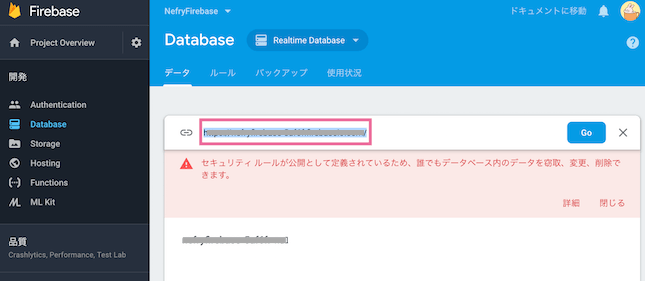 Firebase
NefryFirebase
ドキュメントに移動
Project Overview
Database
Realtime Database
データ
ルール
バックアップ
使用状況
開発
Authentication
Database
Storage
Hosting
Functions
ML Kit
Go
セキュリティ ルールが公開として定義されているため、誰でもデータベース内のデータを窃取、変更、削除で
きます。
詳細
閉じる
品質
Crashlytics, Performance, Test Lab